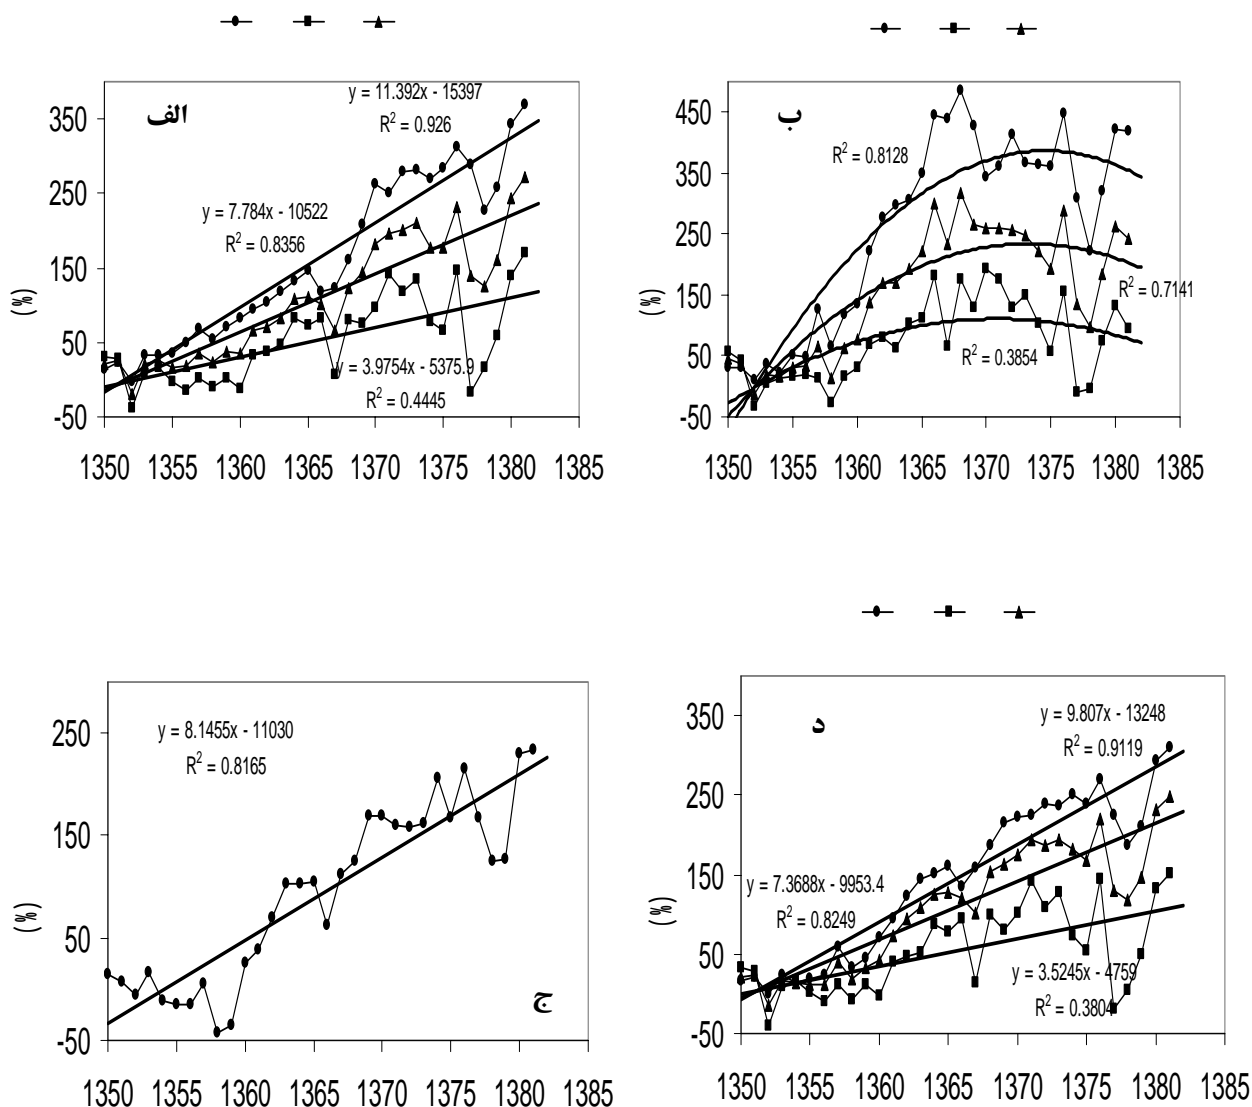 الف
y = 11.392x - 15397
R² = 0.926
y = 7.784x - 10522
R² = 0.8356
y = 3.9754x - 5375.9
R² = 0.4445
350
250
150
50
-50
(%)
1350 1355 1360 1365 1370 1375 1380 1385
ب
R² = 0.8128
R² = 0.7141
R² = 0.3854
450
350
250
150
50
-50
(%)
1350 1355 1360 1365 1370 1375 1380 1385
y = 8.1455x - 11030
R² = 0.8165
ج
250
150
50
-50
(%)
1350 1355 1360 1365 1370 1375 1380 1385
د
y = 9.807x - 13248
R² = 0.9119
y = 7.3688x - 9953.4
R² = 0.8249
y = 3.5245x - 4759
R² = 0.3804
350
250
150
50
-50
(%)
1350 1355 1360 1365 1370 1375 1380 1385